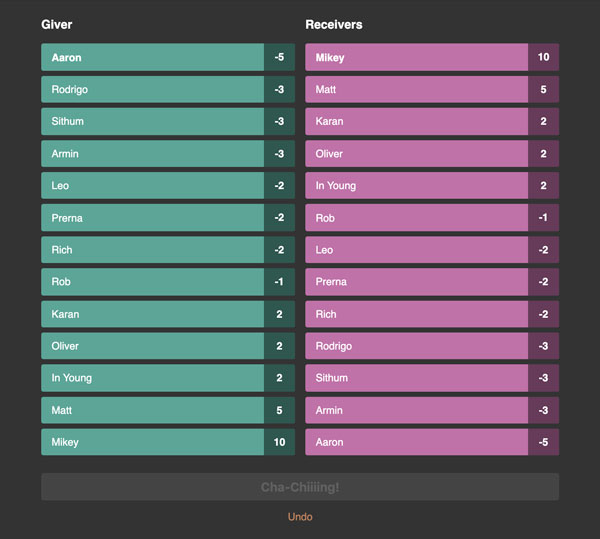 Giver Receivers
Aaron -5 Mikey 10
Rodrigo -3 Matt 5
Sithum -3 Karan 2
Armin -3 Oliver 2
Leo -2 In Young 2
Prerna -2 Rob -1
Rich -2 Leo -2
Rob -1 Prerna -2
Karan 2 Rich -2
Oliver 2 Rodrigo -3
In Young 2 Sithum -3
Matt 5 Armin -3
Mikey 10 Aaron -5
Cha-Chiiiing!
Undo